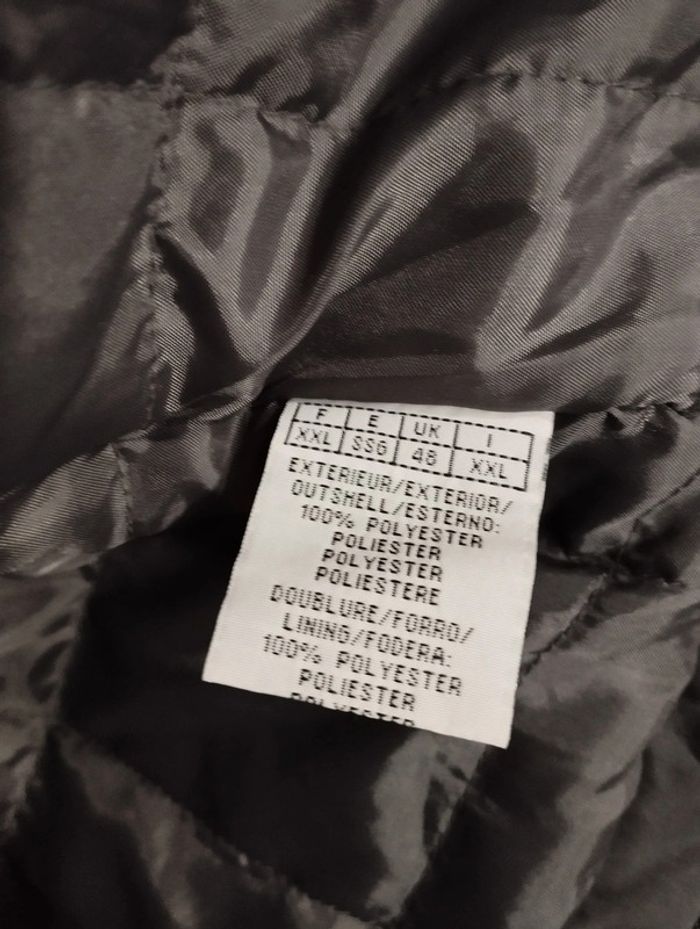 F E UK I
XXL SS6 48 XXL
EXTERIEUR/EXTERIOR/
OUTSHELL/ESTERNO:
100% POLYESTER
POLIESTER
POLYESTER
POLIESTERE
DOUBLURE/FORRO/
LINING/FODERA:
100% POLYESTER
POLIESTER
POLYESTER